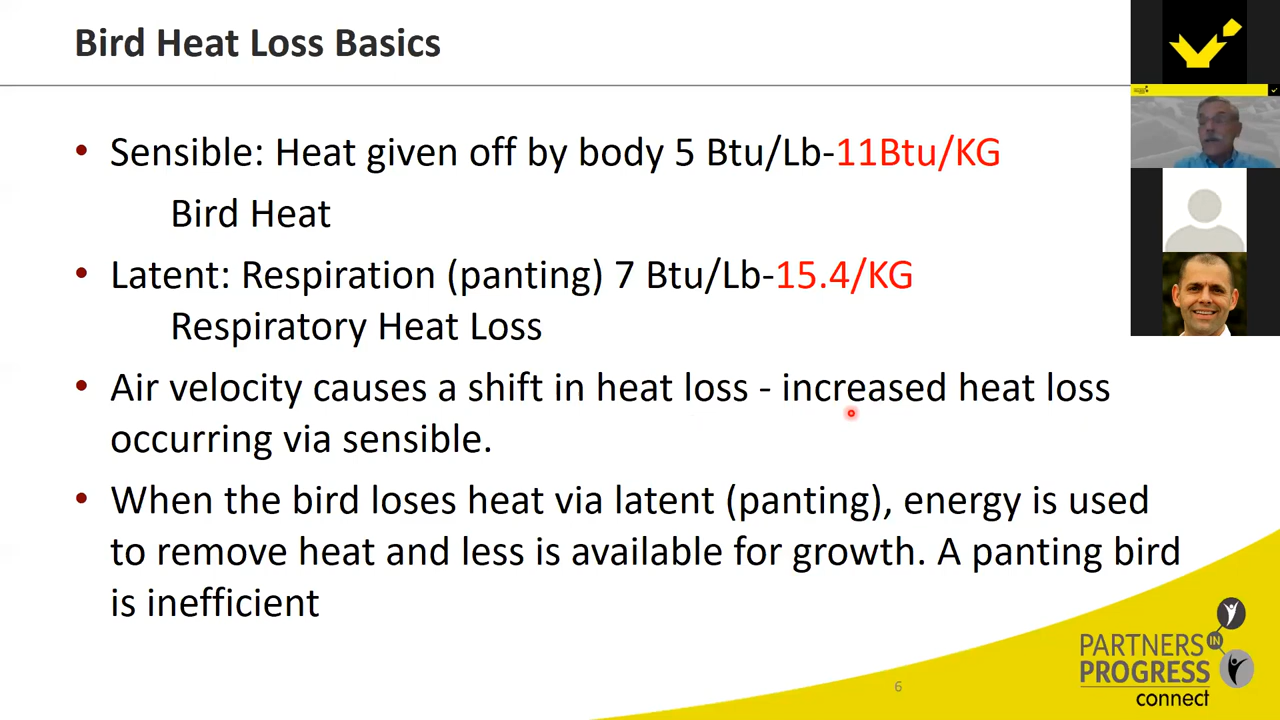 Bird Heat Loss Basics
• Sensible: Heat given off by body 5 Btu/Lb-11Btu/KG
Bird Heat
• Latent: Respiration (panting) 7 Btu/Lb-15.4/KG
Respiratory Heat Loss
• Air velocity causes a shift in heat loss - increased heat loss
occurring via sensible.
• When the bird loses heat via latent (panting), energy is used
to remove heat and less is available for growth. A panting bird
is inefficient
6
PARTNERS
IN
PROGRESS
connect